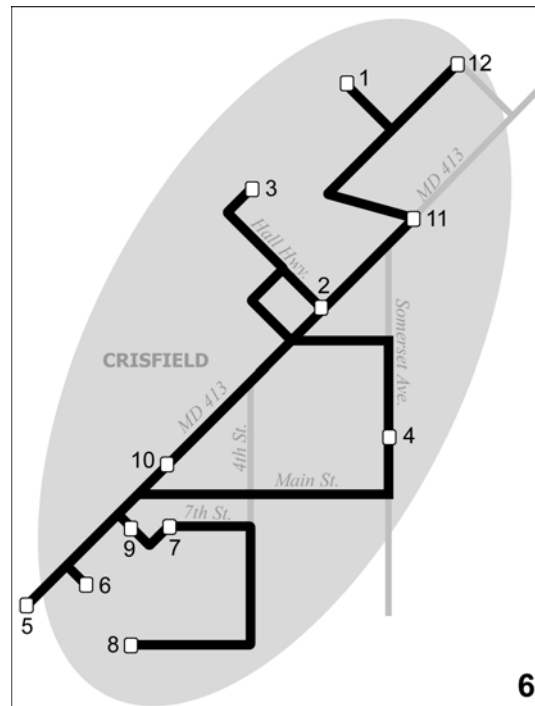 12
1
MD 413
3
11
Hall Hwy.
2
Somerset Ave.
CRISFIELD
MD 413
4th St.
4
10
Main St.
7th St.
9
7
6
5
8
6